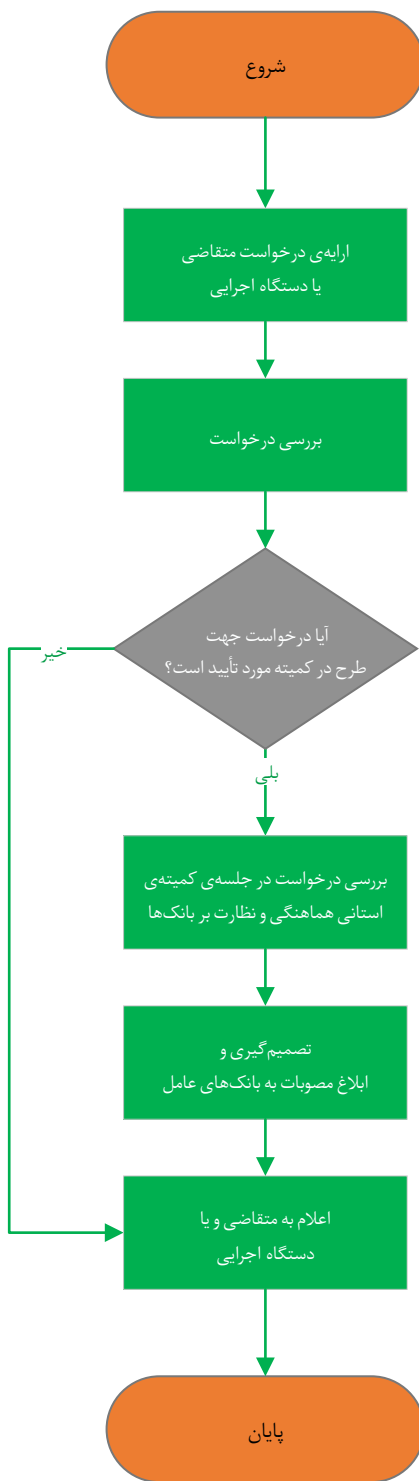 شروع
ارایه‌ی درخواست متقاضی
یا دستگاه اجرایی
بررسی درخواست
آیا درخواست جهت
طرح در کمیته مورد تأیید است؟
خیر
بلی
بررسی درخواست در جلسه‌ی کمیته‌ی
استانی هماهنگی و نظارت بر بانک‌ها
تصمیم‌گیری و
ابلاغ مصوبات به بانک‌های عامل
اعلام به متقاضی و یا
دستگاه اجرایی
پایان